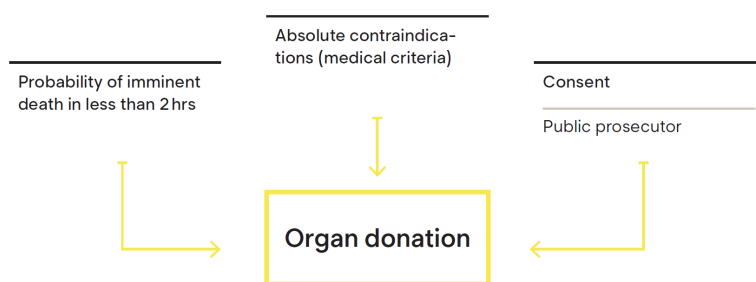 Probability of imminent
death in less than 2 hrs
Absolute contraindica-
tions (medical criteria)
Consent
Public prosecutor
Organ donation